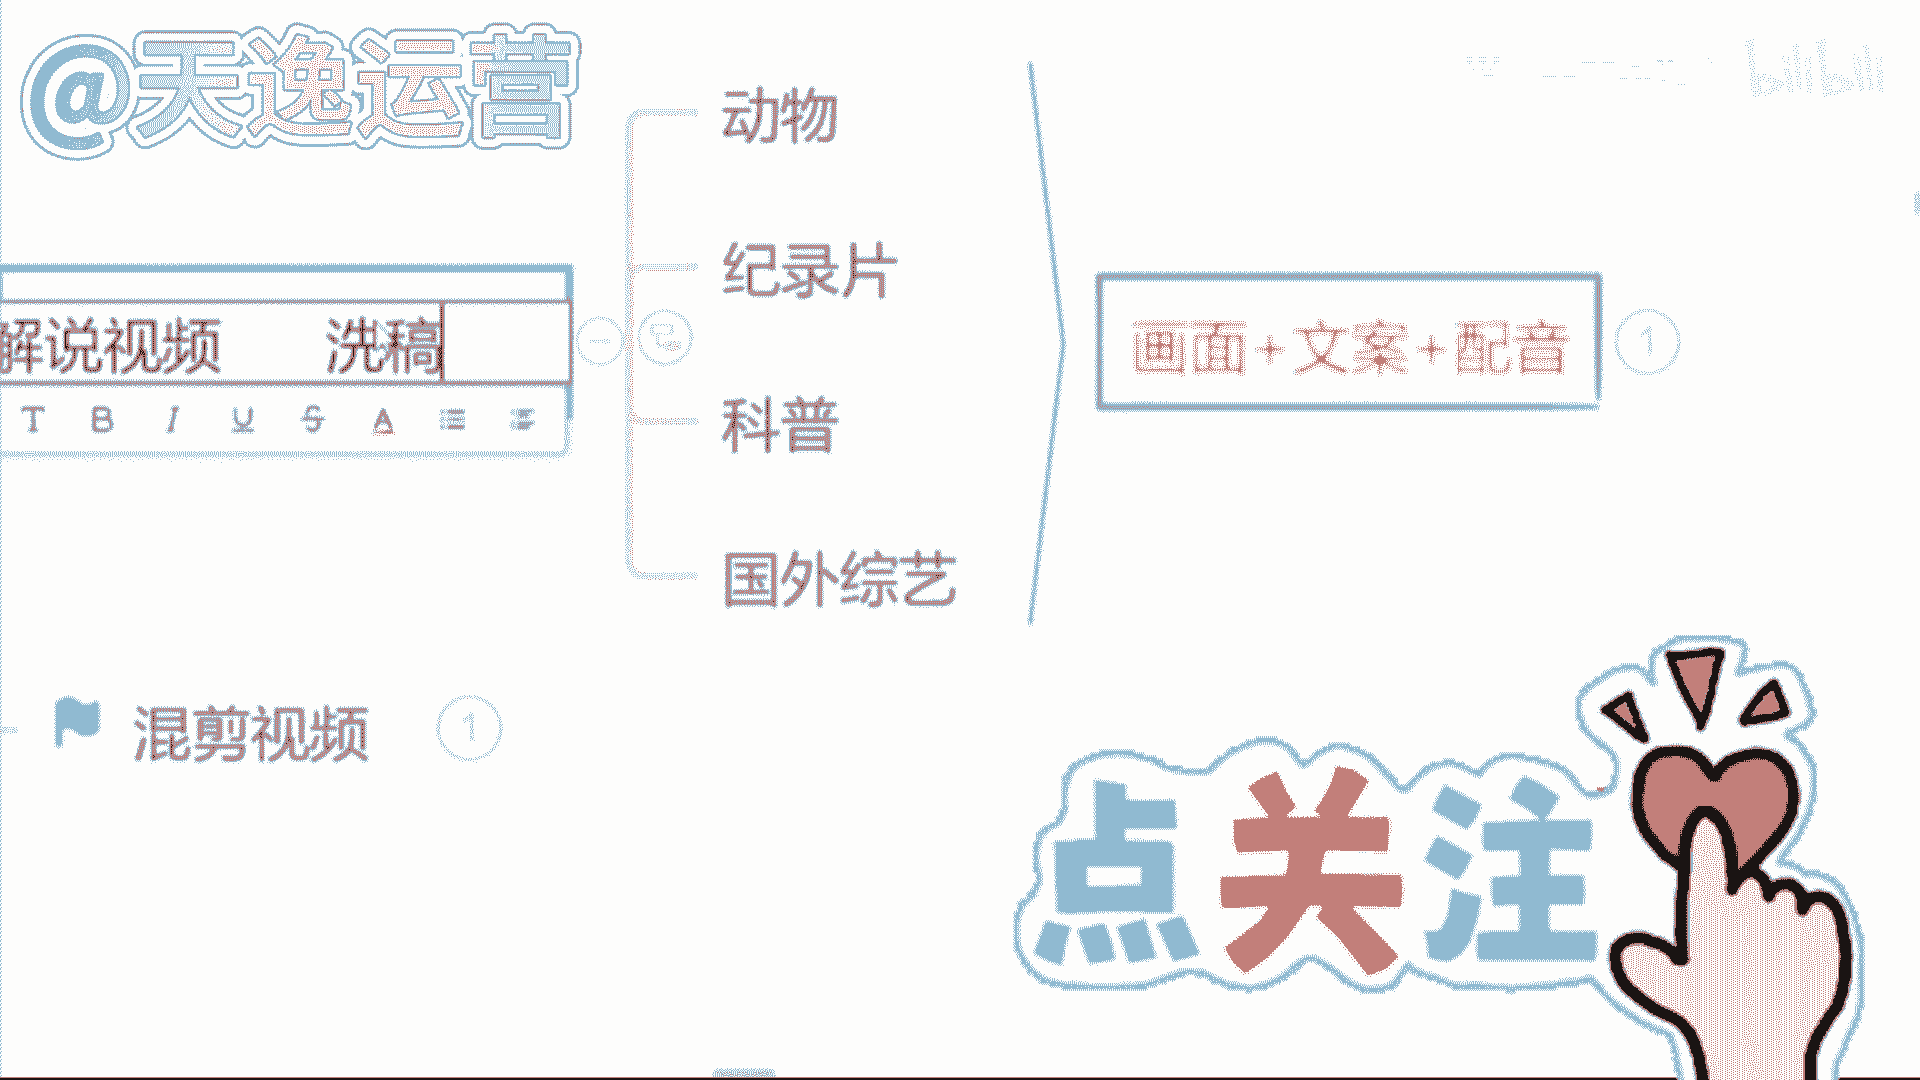 @天逸运营
bilibili
动物
纪录片
解说视频 洗稿
画面+文案+配音
1
T B I U S A
科普
国外综艺
混剪视频
1
点关注